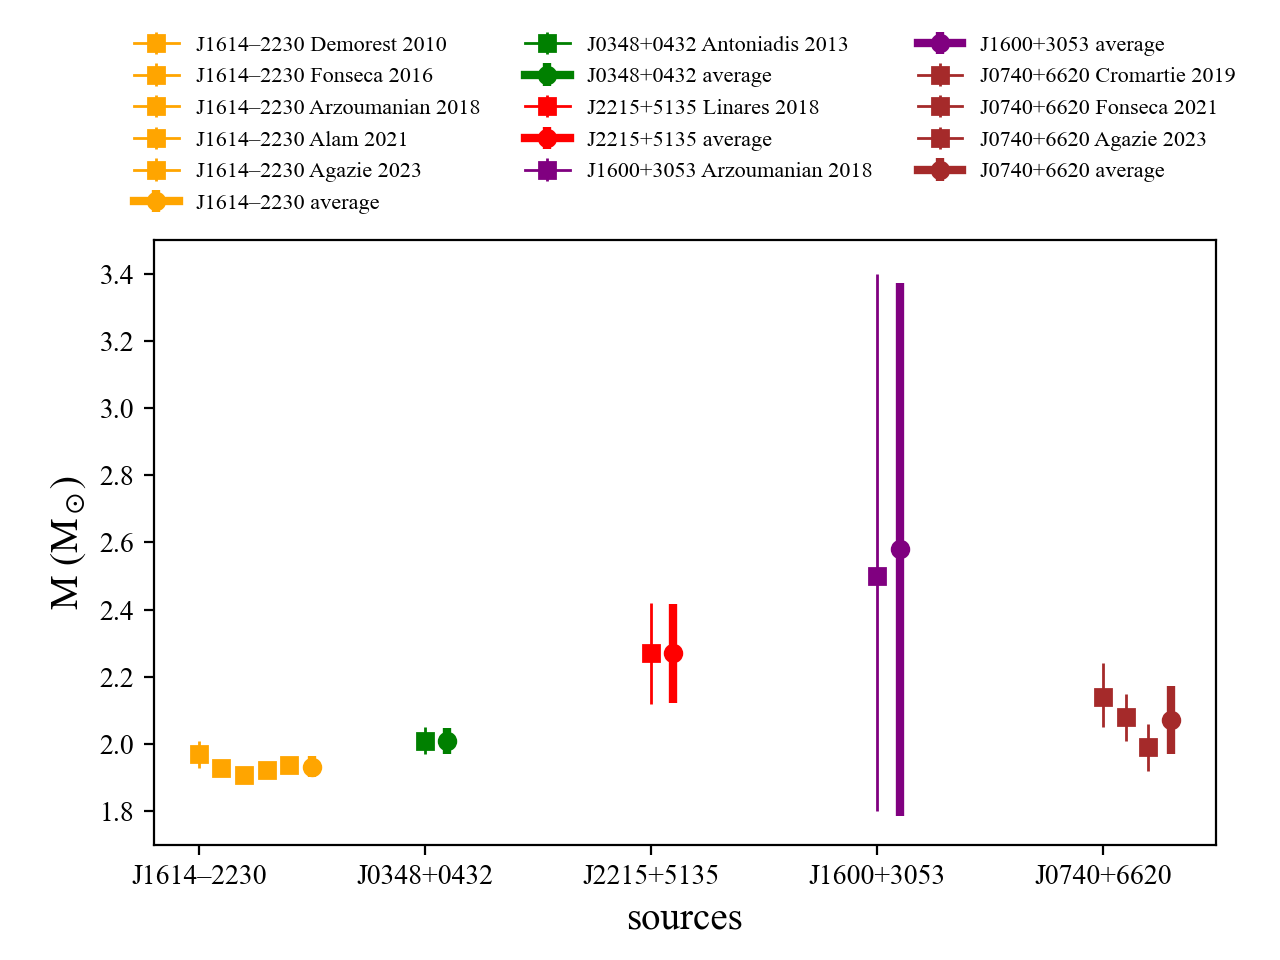 J1614–2230 Demorest 2010
J1614–2230 Fonseca 2016
J1614–2230 Arzoumanian 2018
J1614–2230 Alam 2021
J1614–2230 Agazie 2023
J1614–2230 average
J0348+0432 Antoniadis 2013
J0348+0432 average
J2215+5135 Linares 2018
J2215+5135 average
J1600+3053 Arzoumanian 2018
J1600+3053 average
J0740+6620 Cromartie 2019
J0740+6620 Fonseca 2021
J0740+6620 Agazie 2023
J0740+6620 average
3.4
3.2
3.0
2.8
2.6
2.4
2.2
2.0
1.8
M (M⊙)
J1614–2230 J0348+0432 J2215+5135 J1600+3053 J0740+6620
sources